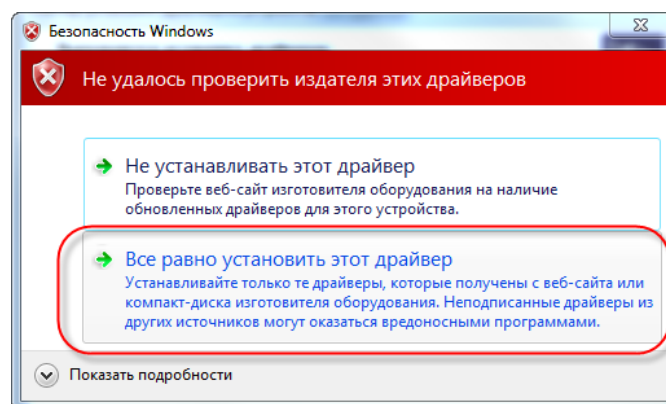 Безопасность Windows
Не удалось проверить издателя этих драйверов
Не устанавливать этот драйвер
Проверьте веб-сайт изготовителя оборудования на наличие
обновленных драйверов для этого устройства.
Все равно установить этот драйвер
Устанавливайте только те драйверы, которые получены с веб-сайта или
компакт-диска изготовителя оборудования. Неподписанные драйверы из
других источников могут оказаться вредоносными программами.
Показать подробности